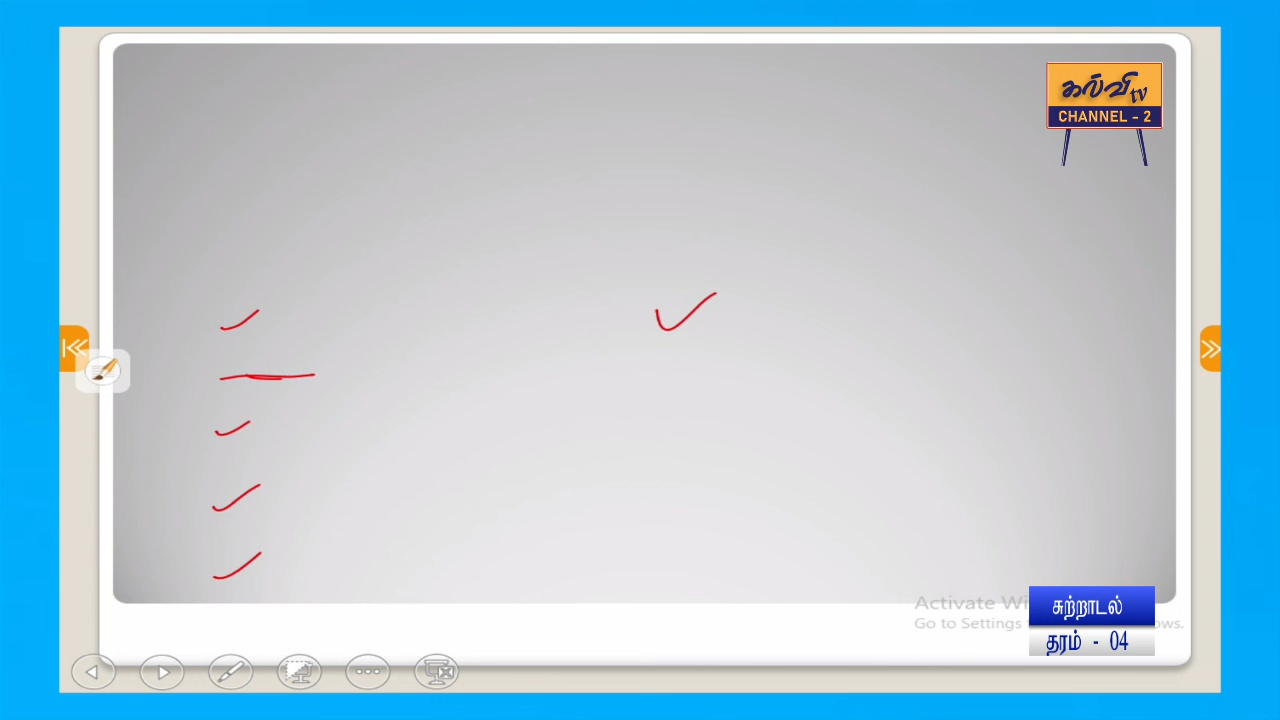 கல்வி tv
CHANNEL - 2
Activate Wi
Go to Settings
ows.
சுற்றாடல்
தரம் - 04